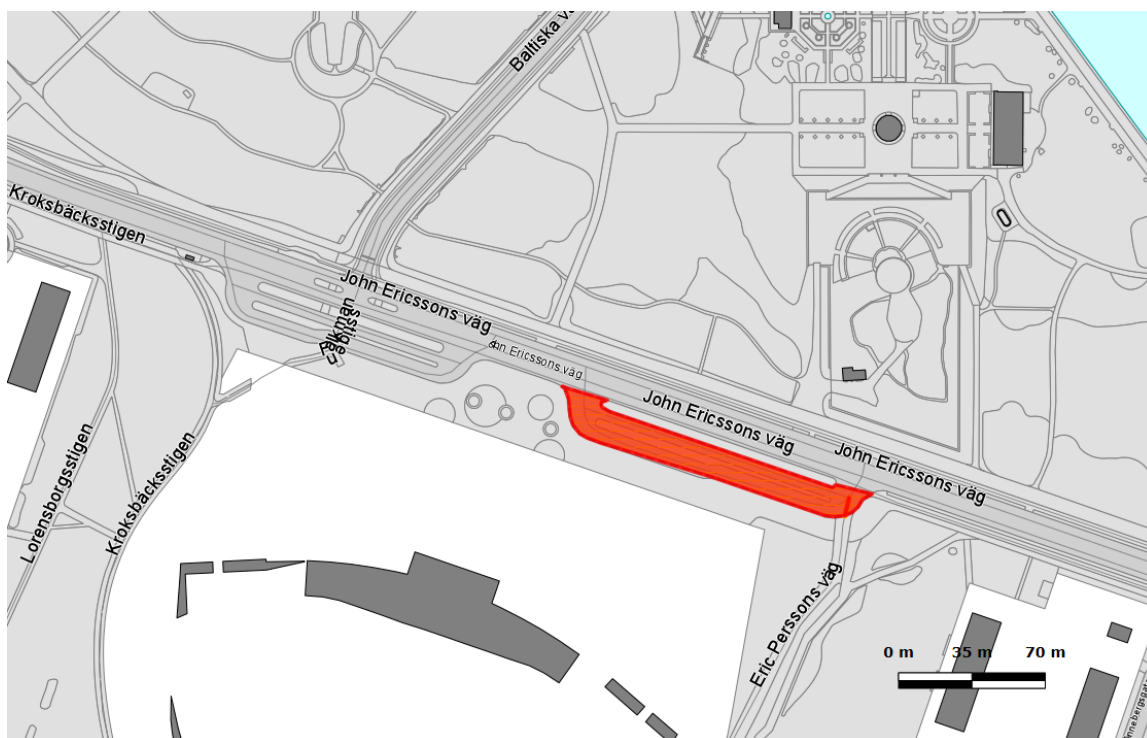 Baltiska v
Kroksbäcksstigen
John Ericssons väg
hn Ericssons väg
John Ericssons väg
John Ericssons väg
Lorensborgsstigen
Kroksbäcksstigen
Eric Perssons väg
0 m 35 m 70 m